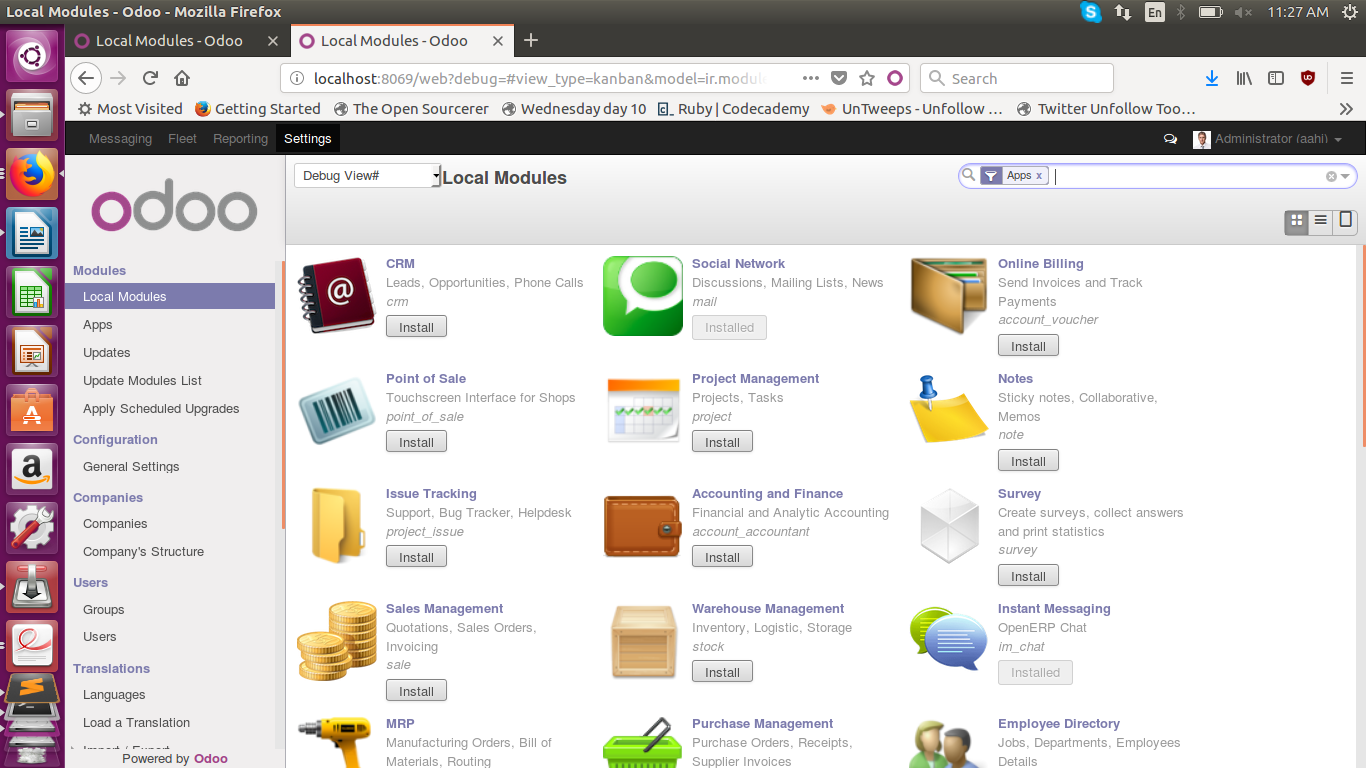 Local Modules - Odoo - Mozilla Firefox
En
11:27 AM
Local Modules - Odoo
Local Modules - Odoo
localhost:8069/web?debug=#view_type=kanban&model=ir.module
Search
Most Visited
Getting Started
The Open Sourcerer
Wednesday day 10
Ruby | Codecademy
UnTweeps - Unfollow ...
Twitter Unfollow Too...
Messaging
Fleet
Reporting
Settings
Administrator (aahi)
odoo
Debug View#
Local Modules
Apps x
Modules
Local Modules
Apps
Updates
Update Modules List
Apply Scheduled Upgrades
Configuration
General Settings
Companies
Companies
Company's Structure
Users
Groups
Users
Translations
Languages
Load a Translation
Import / Export
Powered by Odoo
CRM
Leads, Opportunities, Phone Calls
crm
Install
Social Network
Discussions, Mailing Lists, News
mail
Installed
Online Billing
Send Invoices and Track
Payments
account_voucher
Install
Point of Sale
Touchscreen Interface for Shops
point_of_sale
Install
Project Management
Projects, Tasks
project
Install
Notes
Sticky notes, Collaborative,
Memos
note
Install
Issue Tracking
Support, Bug Tracker, Helpdesk
project_issue
Install
Accounting and Finance
Financial and Analytic Accounting
account_accountant
Install
Survey
Create surveys, collect answers
and print statistics
survey
Install
Sales Management
Quotations, Sales Orders,
Invoicing
sale
Install
Warehouse Management
Inventory, Logistic, Storage
stock
Install
Instant Messaging
OpenERP Chat
im_chat
Installed
MRP
Manufacturing Orders, Bill of
Materials, Routing
Purchase Management
Purchase Orders, Receipts,
Supplier Invoices
Employee Directory
Jobs, Departments, Employees
Details